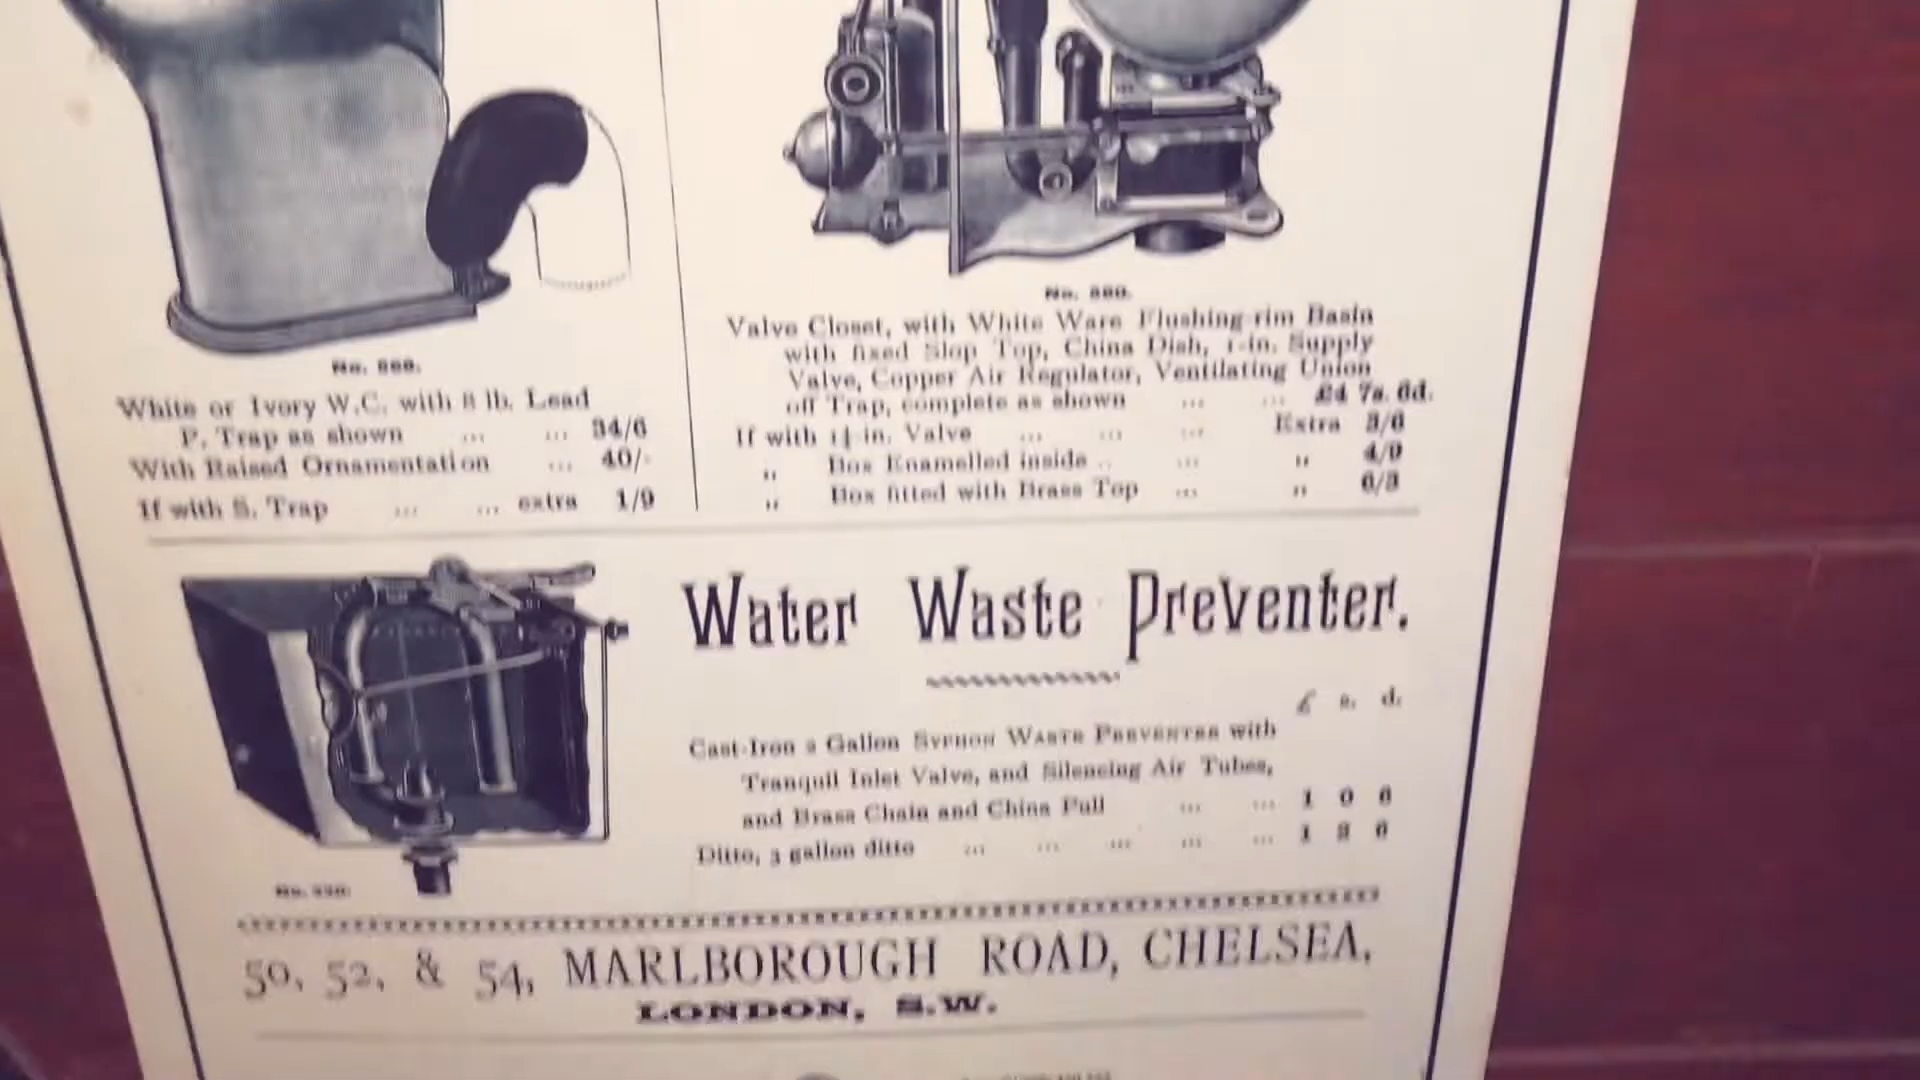 White or Ivory W.C. with 8 lb. Lead
P. Trap as shown ... ... 34/6
With Raised Ornamentation ... 40/-
If with S. Trap ... ... extra 1/9
Valve Closet, with White Ware Flushing-rim Basin
with fixed Slop Top, China Dish, 1-in. Supply
Valve, Copper Air Regulator, Ventilating Union
off Trap, complete as shown ... ... £4 7s. 6d.
If with 1¼-in. Valve ... ... ... Extra 3/6
,, Box Enamelled inside .. ... ,, 4/9
,, Box fitted with Brass Top ... ,, 6/3
Water Waste Preventer.
£ s. d.
Cast-Iron 2 Gallon SYPHON WASTE PREVENTER with
Tranquil Inlet Valve, and Silencing Air Tubes,
and Brass Chain and China Pull ... ... 1 0 6
Ditto, 3 gallon ditto ... ... ... ... ... 1 6
50, 52, & 54, MARLBOROUGH ROAD, CHELSEA,
LONDON, S.W.